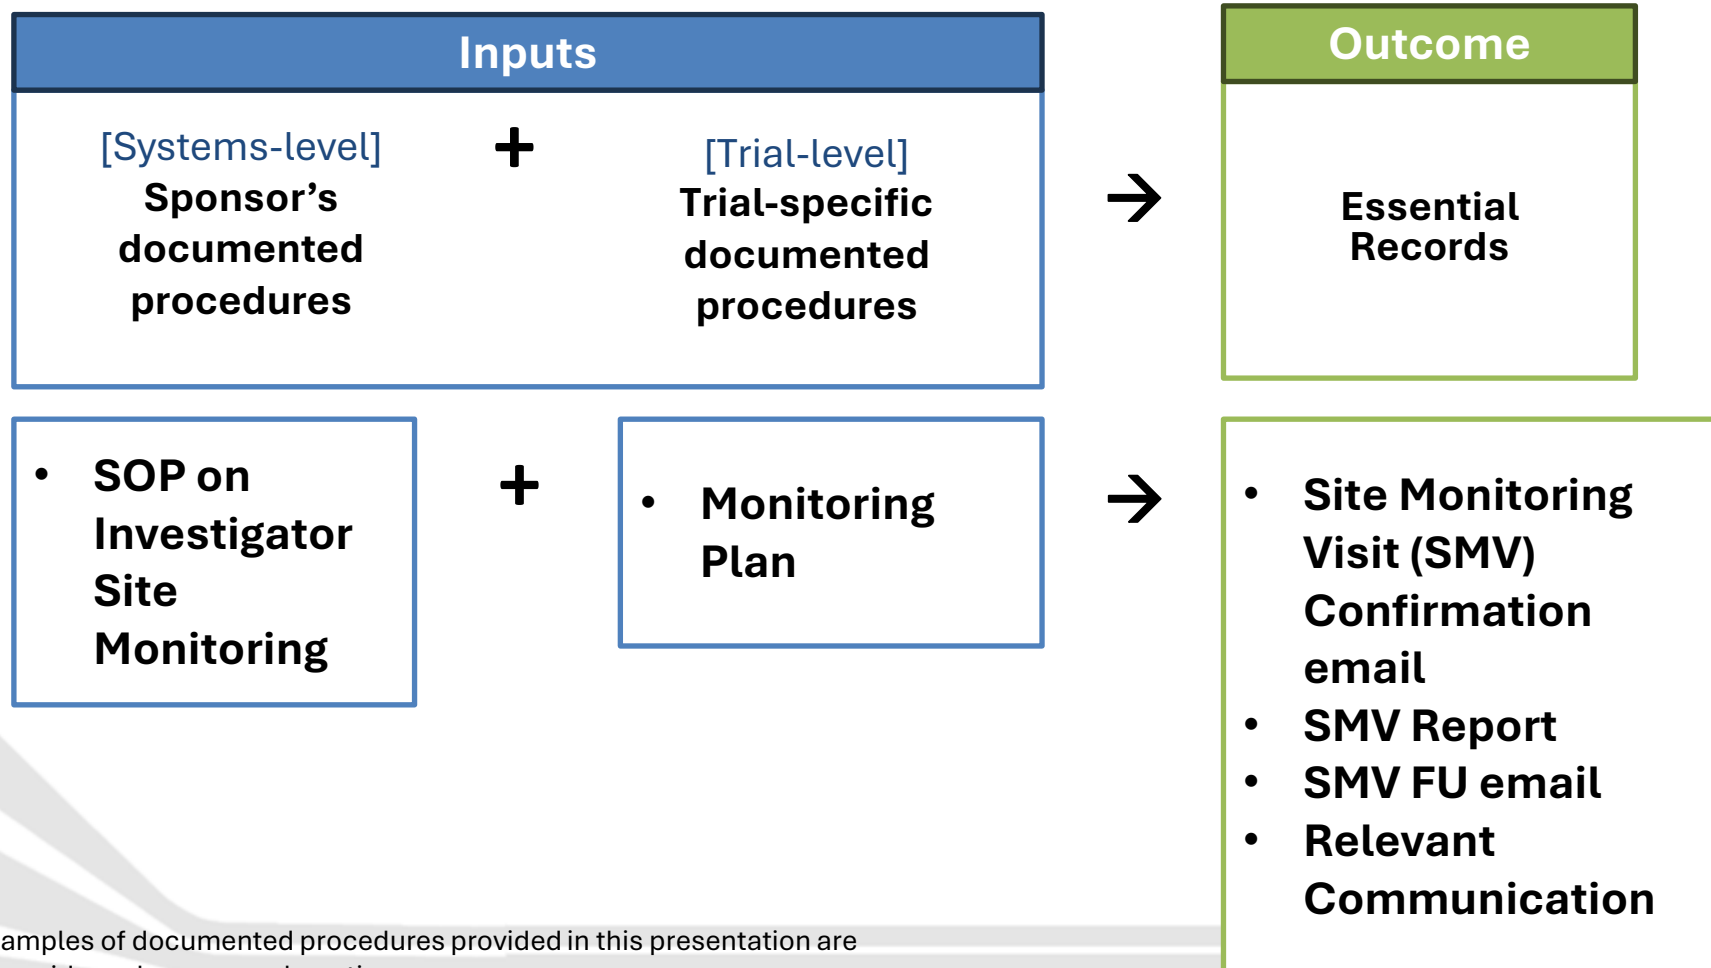 Inputs
Outcome
[Systems-level]
Sponsor's
documented
procedures
+
[Trial-level]
Trial-specific
documented
procedures
→
Essential
Records
• SOP on
Investigator
Site
Monitoring
+
• Monitoring
Plan
→
• Site Monitoring
Visit (SMV)
Confirmation
email
• SMV Report
• SMV FU email
• Relevant
Communication
amples of documented procedures provided in this presentation are